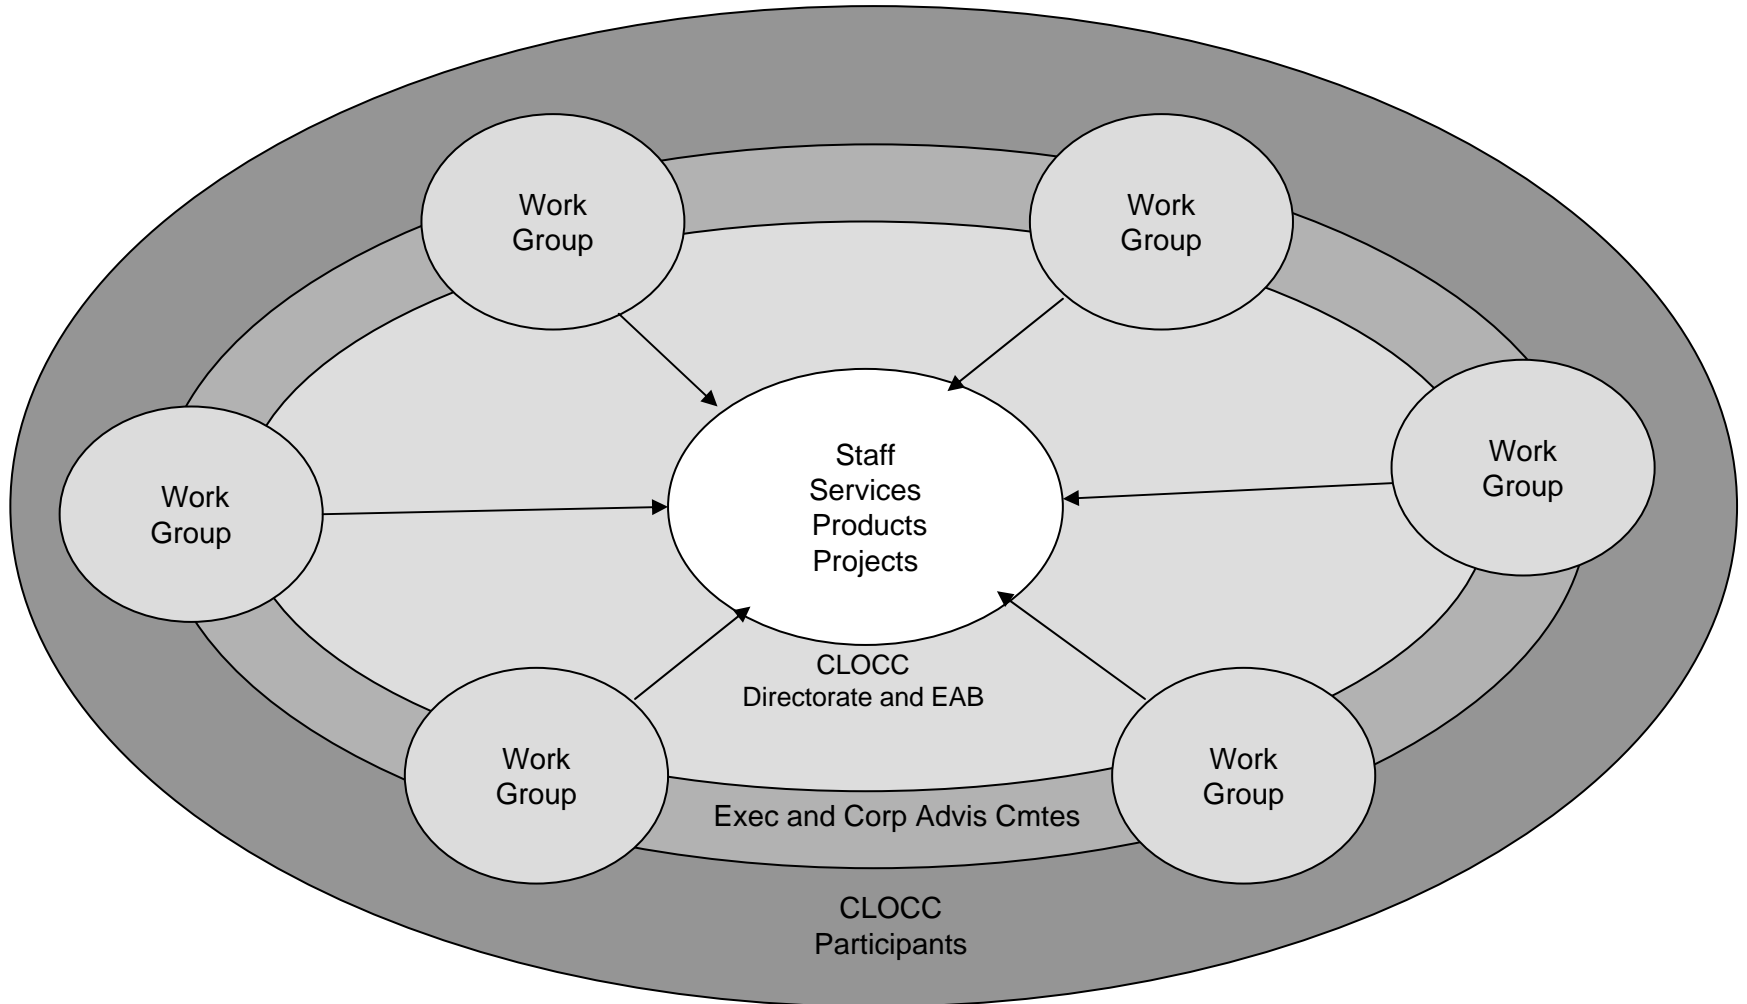 Work
Group
Work
Group
Work
Group
Work
Group
Staff
Services
Products
Projects
CLOCC
Directorate and EAB
Work
Group
Work
Group
Exec and Corp Advis Cmtes
CLOCC
Participants